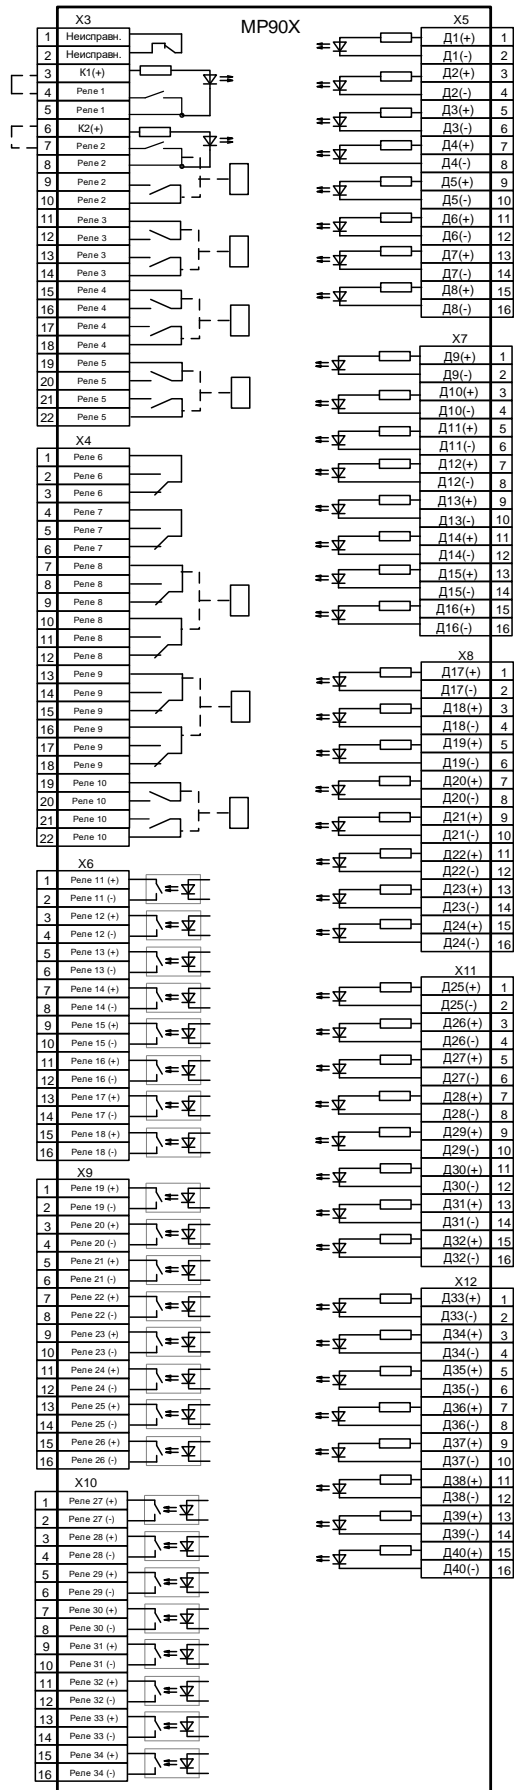 МР90Х
X3
1 Неисправн.
2 Неисправн.
3 К1(+)
4 Реле 1
5 Реле 1
6 К2(+)
7 Реле 2
8 Реле 2
9 Реле 2
10 Реле 2
11 Реле 3
12 Реле 3
13 Реле 3
14 Реле 3
15 Реле 4
16 Реле 4
17 Реле 4
18 Реле 4
19 Реле 5
20 Реле 5
21 Реле 5
22 Реле 5
X4
1 Реле 6
2 Реле 6
3 Реле 6
4 Реле 7
5 Реле 7
6 Реле 7
7 Реле 8
8 Реле 8
9 Реле 8
10 Реле 8
11 Реле 8
12 Реле 8
13 Реле 9
14 Реле 9
15 Реле 9
16 Реле 9
17 Реле 9
18 Реле 9
19 Реле 10
20 Реле 10
21 Реле 10
22 Реле 10
X6
1 Реле 11 (+)
2 Реле 11 (-)
3 Реле 12 (+)
4 Реле 12 (-)
5 Реле 13 (+)
6 Реле 13 (-)
7 Реле 14 (+)
8 Реле 14 (-)
9 Реле 15 (+)
10 Реле 15 (-)
11 Реле 16 (+)
12 Реле 16 (-)
13 Реле 17 (+)
14 Реле 17 (-)
15 Реле 18 (+)
16 Реле 18 (-)
X9
1 Реле 19 (+)
2 Реле 19 (-)
3 Реле 20 (+)
4 Реле 20 (-)
5 Реле 21 (+)
6 Реле 21 (-)
7 Реле 22 (+)
8 Реле 22 (-)
9 Реле 23 (+)
10 Реле 23 (-)
11 Реле 24 (+)
12 Реле 24 (-)
13 Реле 25 (+)
14 Реле 25 (-)
15 Реле 26 (+)
16 Реле 26 (-)
X10
1 Реле 27 (+)
2 Реле 27 (-)
3 Реле 28 (+)
4 Реле 28 (-)
5 Реле 29 (+)
6 Реле 29 (-)
7 Реле 30 (+)
8 Реле 30 (-)
9 Реле 31 (+)
10 Реле 31 (-)
11 Реле 32 (+)
12 Реле 32 (-)
13 Реле 33 (+)
14 Реле 33 (-)
15 Реле 34 (+)
16 Реле 34 (-)
X5
Д1(+) 1
Д1(-) 2
Д2(+) 3
Д2(-) 4
Д3(+) 5
Д3(-) 6
Д4(+) 7
Д4(-) 8
Д5(+) 9
Д5(-) 10
Д6(+) 11
Д6(-) 12
Д7(+) 13
Д7(-) 14
Д8(+) 15
Д8(-) 16
X7
Д9(+) 1
Д9(-) 2
Д10(+) 3
Д10(-) 4
Д11(+) 5
Д11(-) 6
Д12(+) 7
Д12(-) 8
Д13(+) 9
Д13(-) 10
Д14(+) 11
Д14(-) 12
Д15(+) 13
Д15(-) 14
Д16(+) 15
Д16(-) 16
X8
Д17(+) 1
Д17(-) 2
Д18(+) 3
Д18(-) 4
Д19(+) 5
Д19(-) 6
Д20(+) 7
Д20(-) 8
Д21(+) 9
Д21(-) 10
Д22(+) 11
Д22(-) 12
Д23(+) 13
Д23(-) 14
Д24(+) 15
Д24(-) 16
X11
Д25(+) 1
Д25(-) 2
Д26(+) 3
Д26(-) 4
Д27(+) 5
Д27(-) 6
Д28(+) 7
Д28(-) 8
Д29(+) 9
Д29(-) 10
Д30(+) 11
Д30(-) 12
Д31(+) 13
Д31(-) 14
Д32(+) 15
Д32(-) 16
X12
Д33(+) 1
Д33(-) 2
Д34(+) 3
Д34(-) 4
Д35(+) 5
Д35(-) 6
Д36(+) 7
Д36(-) 8
Д37(+) 9
Д37(-) 10
Д38(+) 11
Д38(-) 12
Д39(+) 13
Д39(-) 14
Д40(+) 15
Д40(-) 16